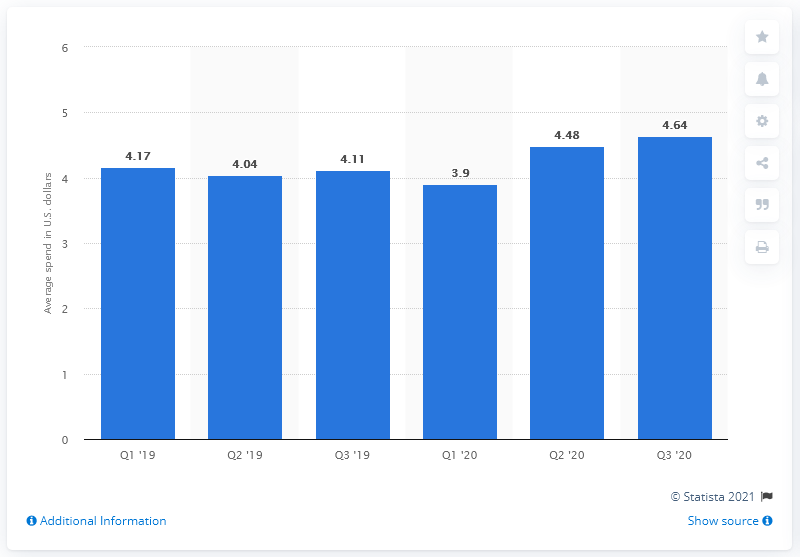 6
5
4
3
2
1
0
Average spend in U.S. dollars
4.17
4.04
4.11
3.9
4.48
4.64
Q1 '19
Q2 '19
Q3 '19
Q1 '20
Q2 '20
Q3 '20
© Statista 2021
Additional Information
Show source